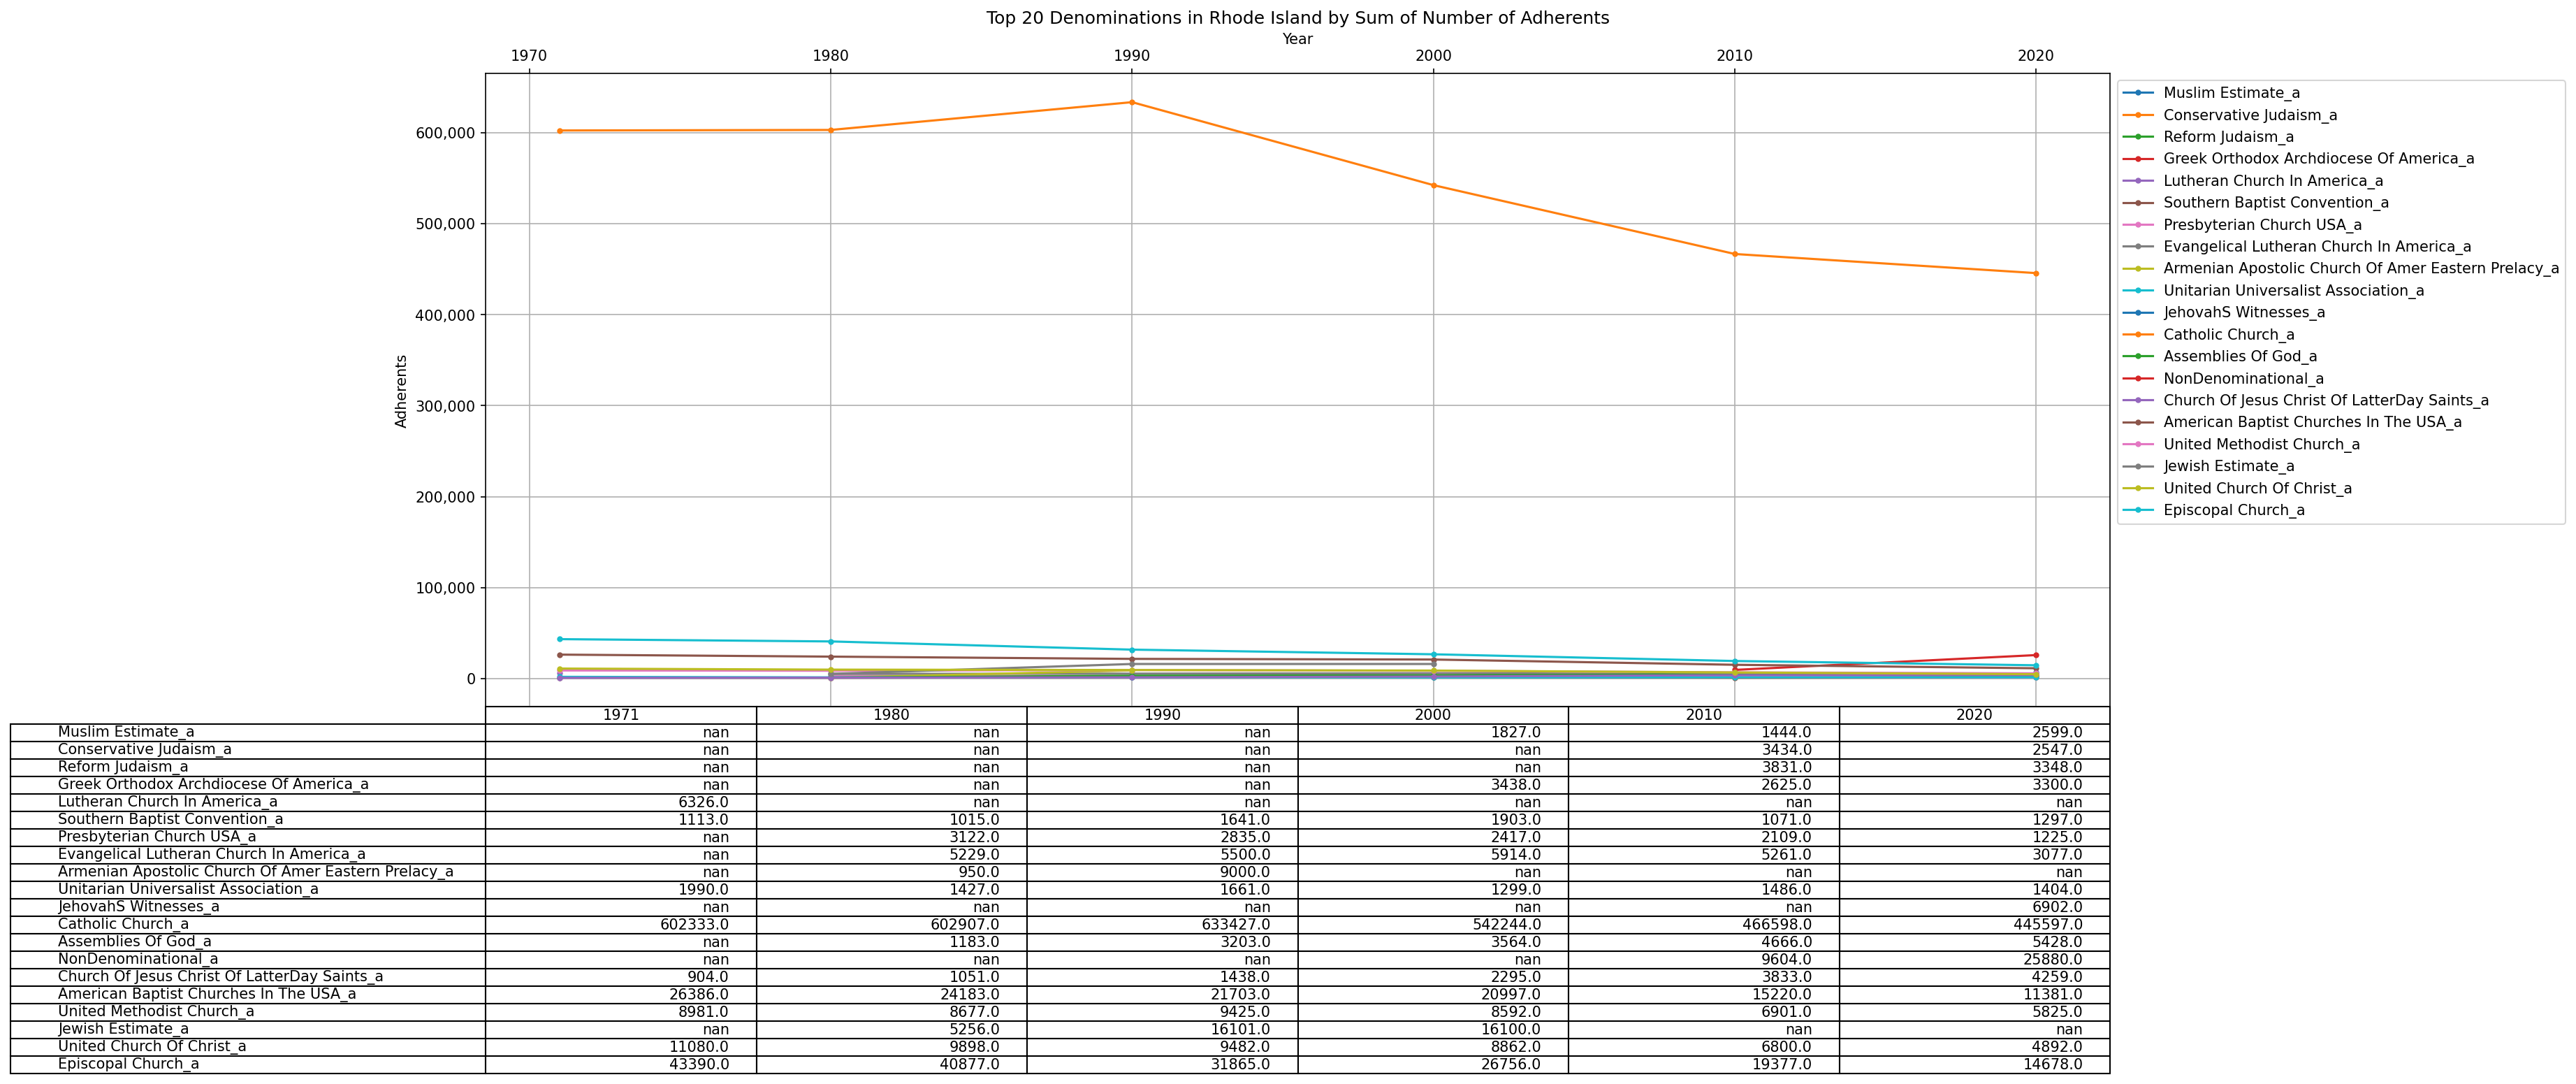 Top 20 Denominations in Rhode Island by Sum of Number of Adherents
Year
1970 1980 1990 2000 2010 2020
600,000
500,000
400,000
300,000
200,000
100,000
0
Adherents
Muslim Estimate_a
Conservative Judaism_a
Reform Judaism_a
Greek Orthodox Archdiocese Of America_a
Lutheran Church In America_a
Southern Baptist Convention_a
Presbyterian Church USA_a
Evangelical Lutheran Church In America_a
Armenian Apostolic Church Of Amer Eastern Prelacy_a
Unitarian Universalist Association_a
JehovahS Witnesses_a
Catholic Church_a
Assemblies Of God_a
NonDenominational_a
Church Of Jesus Christ Of LatterDay Saints_a
American Baptist Churches In The USA_a
United Methodist Church_a
Jewish Estimate_a
United Church Of Christ_a
Episcopal Church_a
1971 1980 1990 2000 2010 2020
Muslim Estimate_a nan nan nan 1827.0 1444.0 2599.0
Conservative Judaism_a nan nan nan nan 3434.0 2547.0
Reform Judaism_a nan nan nan nan 3831.0 3348.0
Greek Orthodox Archdiocese Of America_a nan nan nan 3438.0 2625.0 3300.0
Lutheran Church In America_a 6326.0 nan nan nan nan nan
Southern Baptist Convention_a 1113.0 1015.0 1641.0 1903.0 1071.0 1297.0
Presbyterian Church USA_a nan 3122.0 2835.0 2417.0 2109.0 1225.0
Evangelical Lutheran Church In America_a nan 5229.0 5500.0 5914.0 5261.0 3077.0
Armenian Apostolic Church Of Amer Eastern Prelacy_a nan 950.0 9000.0 nan nan nan
Unitarian Universalist Association_a 1990.0 1427.0 1661.0 1299.0 1486.0 1404.0
JehovahS Witnesses_a nan nan nan nan nan 6902.0
Catholic Church_a 602333.0 602907.0 633427.0 542244.0 466598.0 445597.0
Assemblies Of God_a nan 1183.0 3203.0 3564.0 4666.0 5428.0
NonDenominational_a nan nan nan nan 9604.0 25880.0
Church Of Jesus Christ Of LatterDay Saints_a 904.0 1051.0 1438.0 2295.0 3833.0 4259.0
American Baptist Churches In The USA_a 26386.0 24183.0 21703.0 20997.0 15220.0 11381.0
United Methodist Church_a 8981.0 8677.0 9425.0 8592.0 6901.0 5825.0
Jewish Estimate_a nan 5256.0 16101.0 16100.0 nan nan
United Church Of Christ_a 11080.0 9898.0 9482.0 8862.0 6800.0 4892.0
Episcopal Church_a 43390.0 40877.0 31865.0 26756.0 19377.0 14678.0